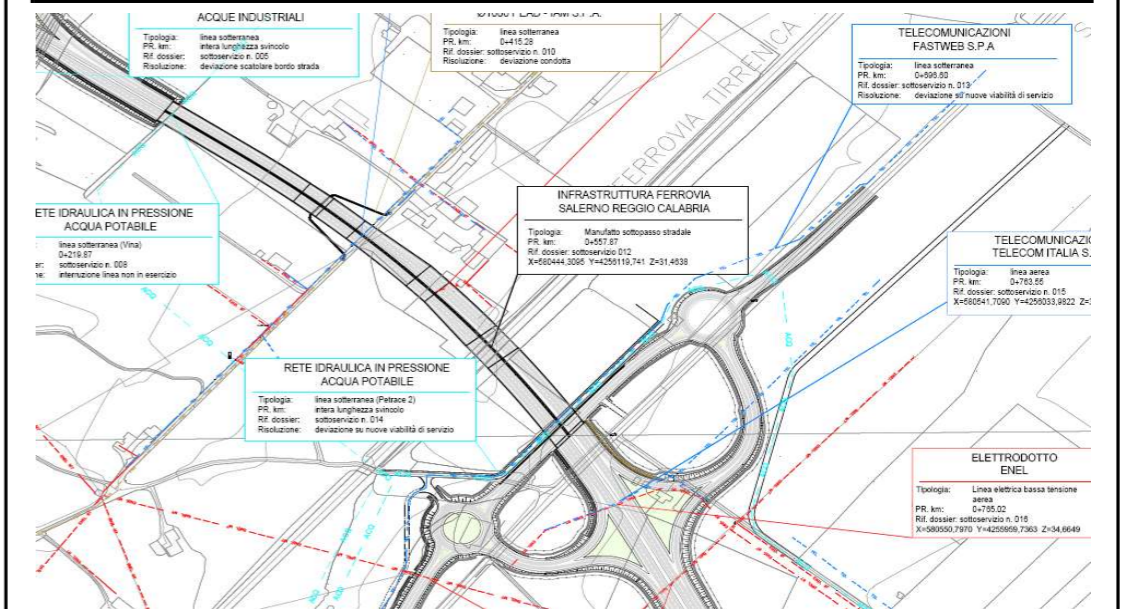 ACQUE INDUSTRIALI
Tipologia: linea sotterranea
PR. km: intera lunghezza svincolo
Rif. dossier: sottoservizio n. 005
Risoluzione: deviazione scatolare bordo strada
Tipologia: linea sotterranea
PR. km: 0+415.28
Rif. dossier: sottoservizio n. 010
Risoluzione: deviazione condotta
TELECOMUNICAZIONI
FASTWEB S.P.A
Tipologia: linea sotterranea
PR. km: 0+696.60
Rif. dossier: sottoservizio n. 013
Risoluzione: deviazione su nuove viabilità di servizio
FERROVIA TIRRENICA
INFRASTRUTTURA FERROVIA
SALERNO REGGIO CALABRIA
Tipologia: Manufatto sottopasso stradale
PR. km: 0+557.87
Rif. dossier: sottoservizio 012
X=580444,3095 Y=4256119,741 Z=31,4638
ETE IDRAULICA IN PRESSIONE
ACQUA POTABILE
linea sotterranea (Vina)
0+219.87
sottoservizio n. 008
interruzione linea non in esercizio
TELECOMUNICAZIO
TELECOM ITALIA S.
Tipologia: linea aerea
PR. km: 0+763.55
Rif. dossier: sottoservizio n. 015
X=580541,7090 Y=4256033,9822 Z=
RETE IDRAULICA IN PRESSIONE
ACQUA POTABILE
Tipologia: linea sotterranea (Petrace 2)
PR. km: intera lunghezza svincolo
Rif. dossier: sottoservizio n. 014
Risoluzione: deviazione su nuove viabilità di servizio
ELETTRODOTTO
ENEL
Tipologia: Linea elettrica bassa tensione
aerea
PR. km: 0+765.02
Rif. dossier: sottoservizio n. 016
X=580550,7970 Y=4255959,7363 Z=34,6649